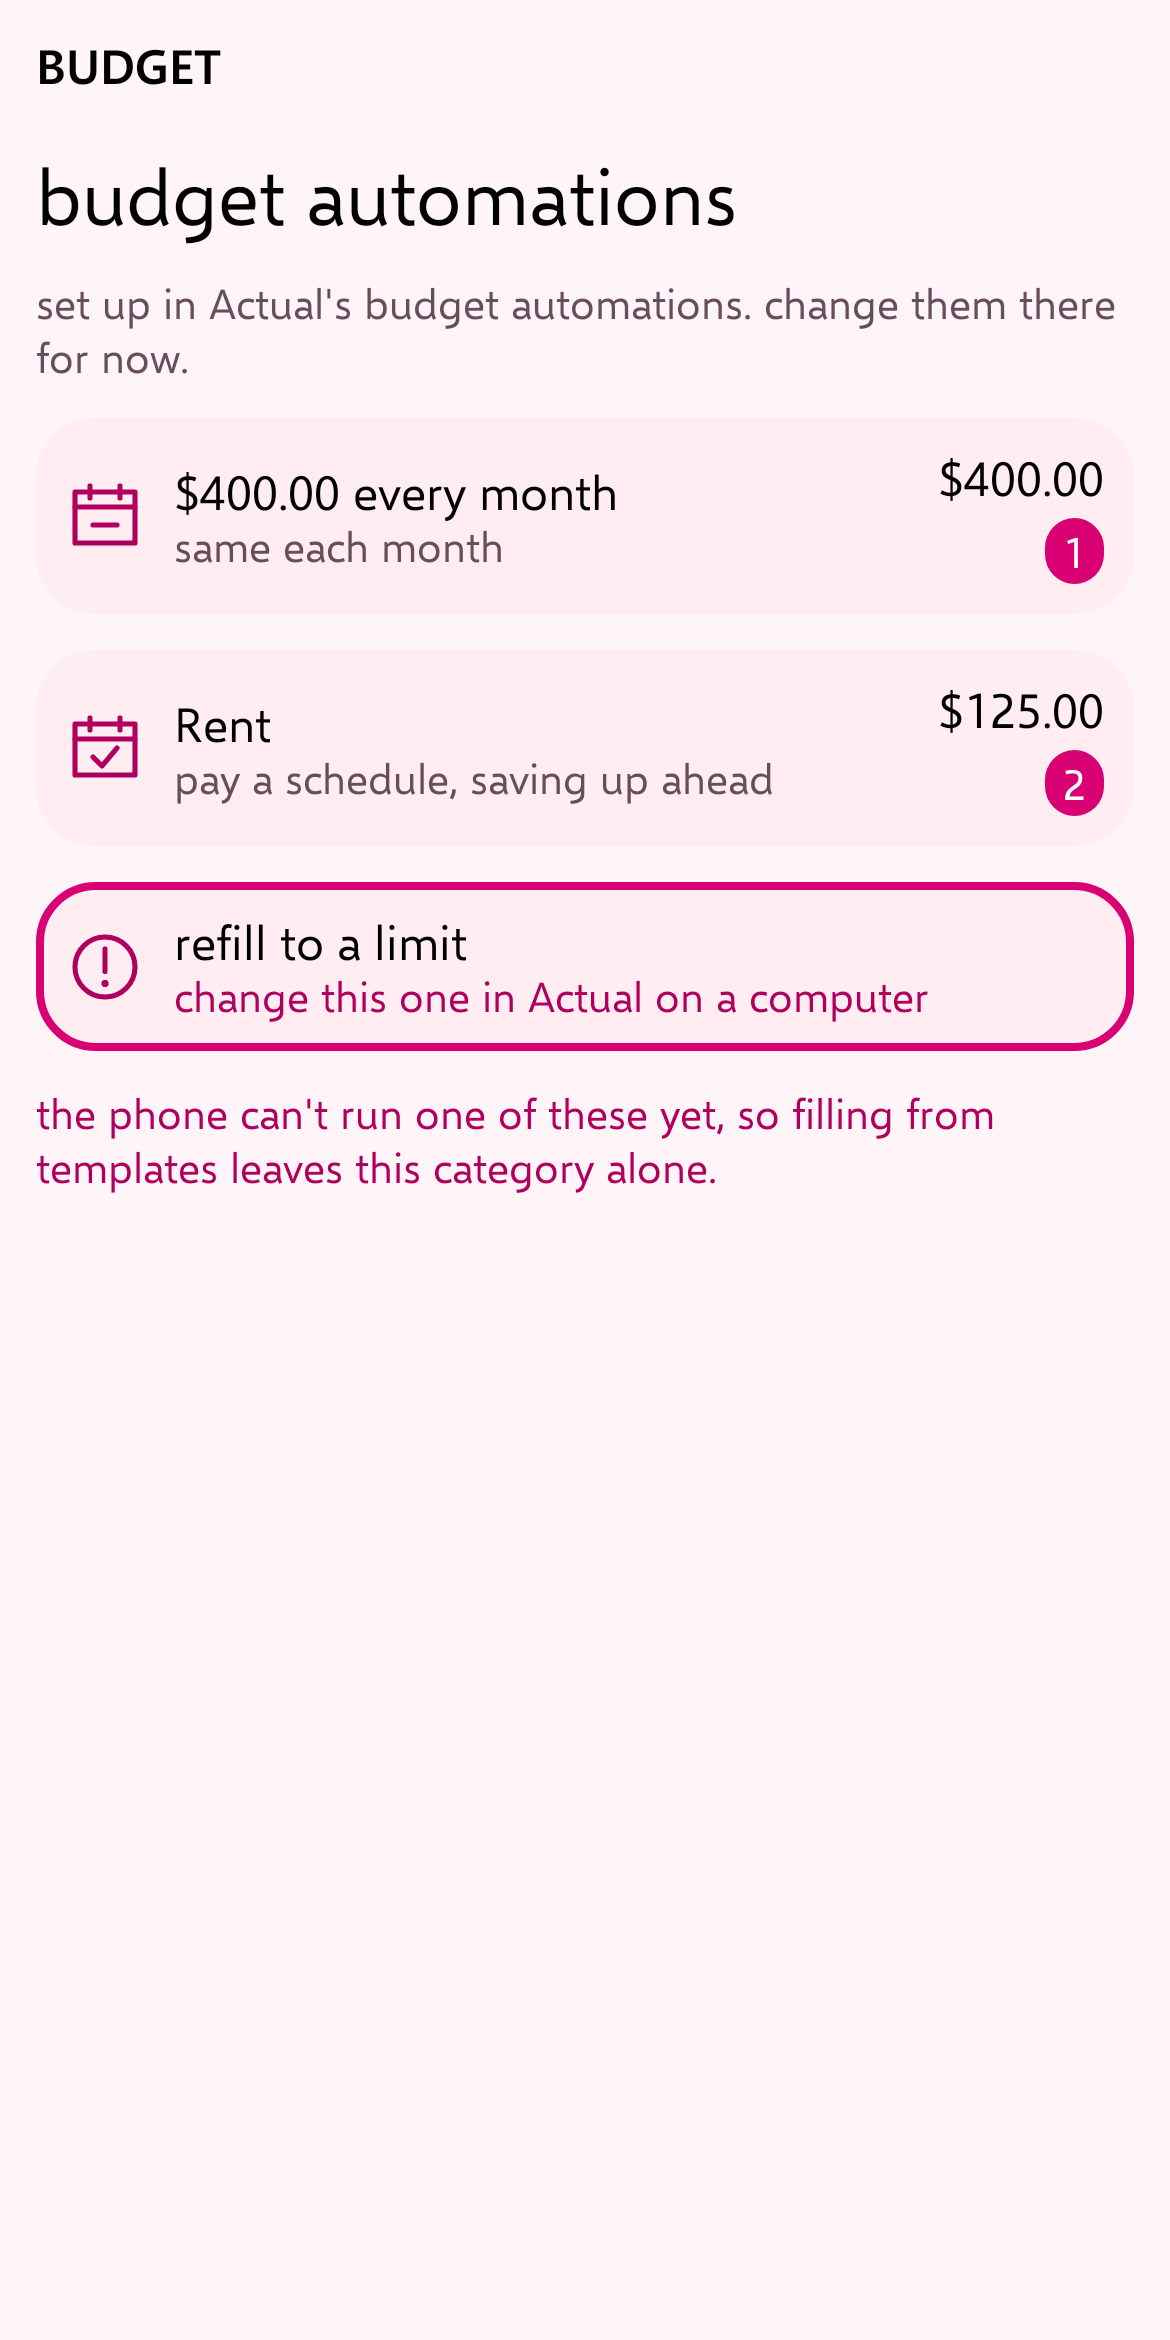 BUDGET
budget automations
set up in Actual's budget automations. change them there
for now.
$400.00 every month
same each month
$400.00
1
Rent
pay a schedule, saving up ahead
$125.00
2
refill to a limit
change this one in Actual on a computer
the phone can't run one of these yet, so filling from
templates leaves this category alone.